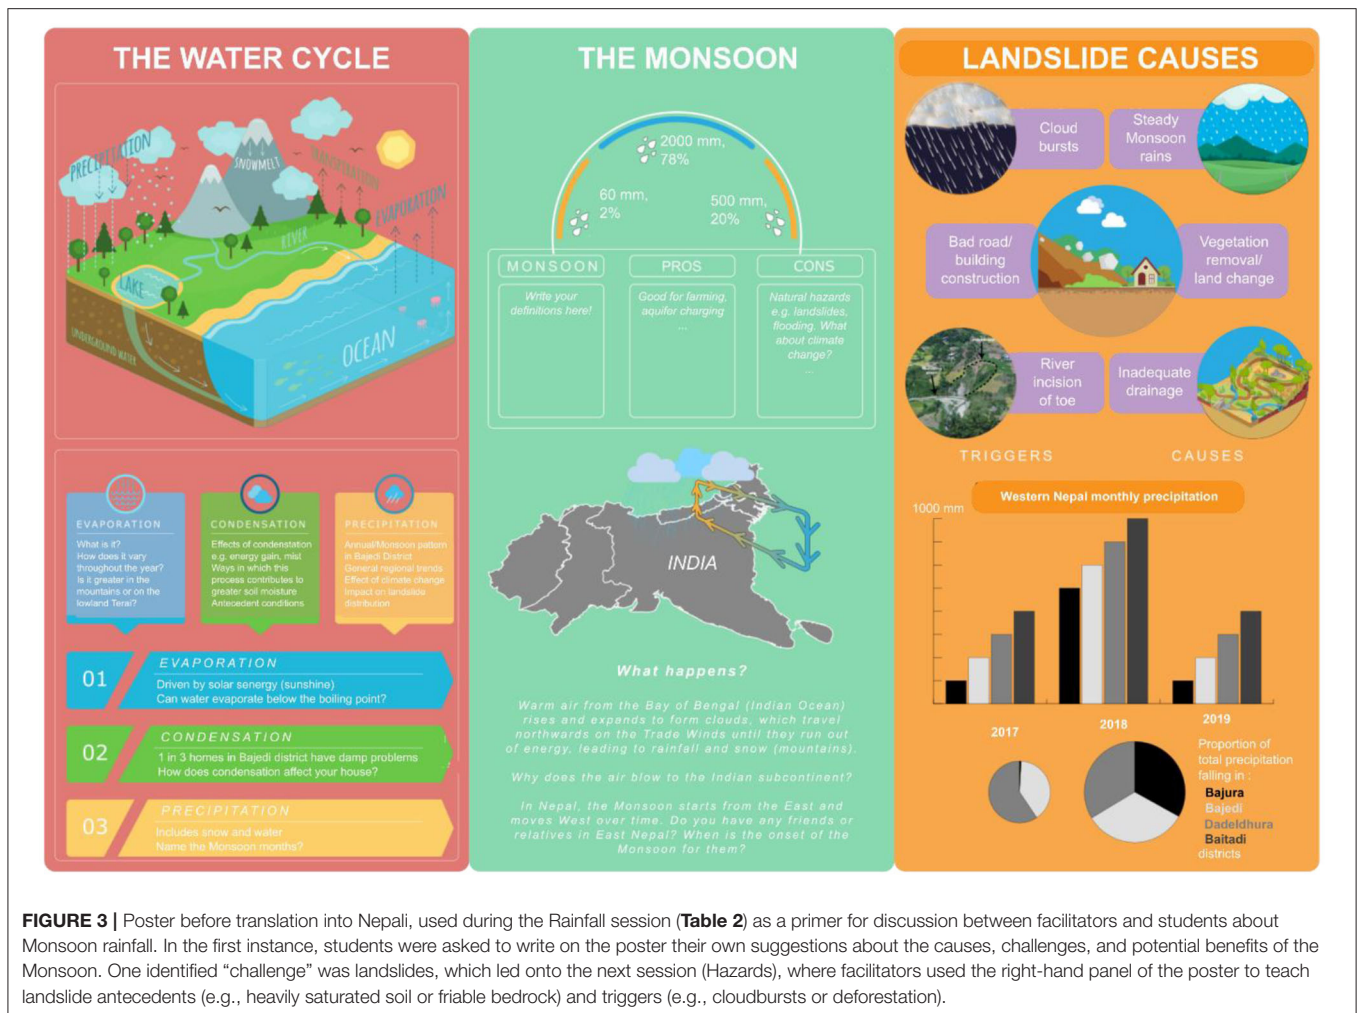 THE WATER CYCLE
PRECIPITATION
SNOWMELT
TRANSPIRATION
EVAPORATION
RIVER
LAKE
UNDERGROUND WATER
OCEAN
EVAPORATION
What is it?
How does it vary
throughout the year?
Is it greater in the
mountains or on the
lowland Terai?
CONDENSATION
Effects of condenstation
e.g. energy gain, mist
Ways in which this
process contributes to
greater soil moisture
Antecedent conditions
PRECIPITATION
Annual/Monsoon pattern
in Bajedi District
General regional trends
Effect of climate change
Impact on landslide
distribution
01
EVAPORATION
Driven by solar senergy (sunshine)
Can water evaporate below the boiling point?
02
CONDENSATION
1 in 3 homes in Bajedi district have damp problems
How does condensation affect your house?
03
PRECIPITATION
Includes snow and water
Name the Monsoon months?
THE MONSOON
2000 mm,
78%
60 mm,
2%
500 mm,
20%
MONSOON
Write your
definitions here!
PROS
Good for farming,
aquifer charging
...
CONS
Natural hazards
e.g. landslides,
flooding. What
about climate
change?
...
INDIA
What happens?
Warm air from the Bay of Bengal (Indian Ocean)
rises and expends to form clouds, which travel
northwards on the Trade Winds until they run out
of energy, leading to rainfall and snow (mountains).
Why does the air blow to the Indian subcontinent?
In Nepal, the Monsoon starts from the East and
moves West over time. Do you have any friends or
relatives in East Nepal? When is the onset of the
Monsoon for them?
LANDSLIDE CAUSES
Cloud
bursts
Steady
Monsoon
rains
Bad road/
building
construction
Vegetation
removal/
land change
River
incision
of toe
Inadequate
drainage
TRIGGERS
CAUSES
Western Nepal monthly precipitation
1000 mm
2017
2018
2019
Proportion of
total precipitation
falling in :
Bajura
Bajedi
Dadeldhura
Baitadi
districts
FIGURE 3 | Poster before translation into Nepali, used during the Rainfall session (Table 2) as a primer for discussion between facilitators and students about
Monsoon rainfall. In the first instance, students were asked to write on the poster their own suggestions about the causes, challenges, and potential benefits of the
Monsoon. One identified “challenge” was landslides, which led onto the next session (Hazards), where facilitators used the right-hand panel of the poster to teach
landslide antecedents (e.g., heavily saturated soil or friable bedrock) and triggers (e.g., cloudbursts or deforestation).